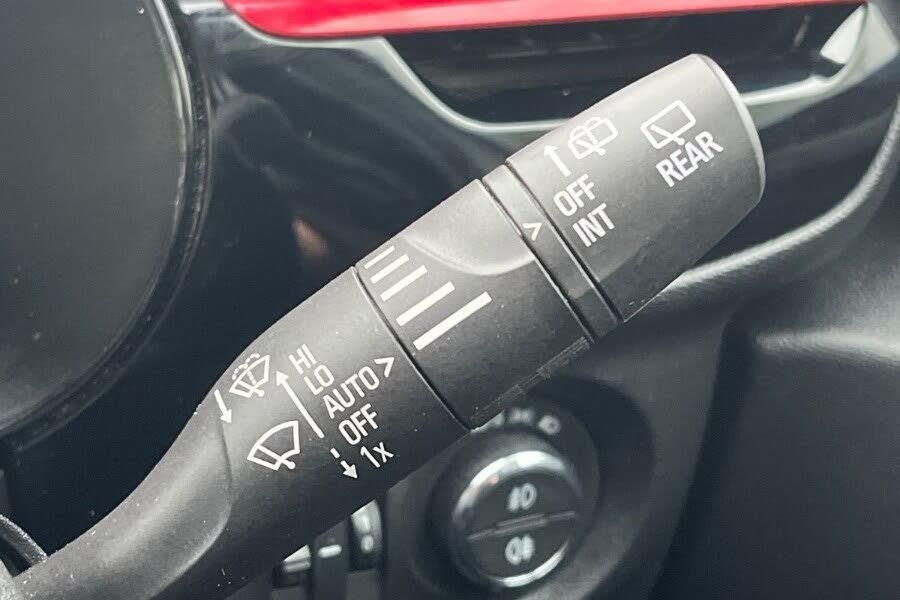 HI
LO
AUTO
OFF
1x
OFF
INT
REAR